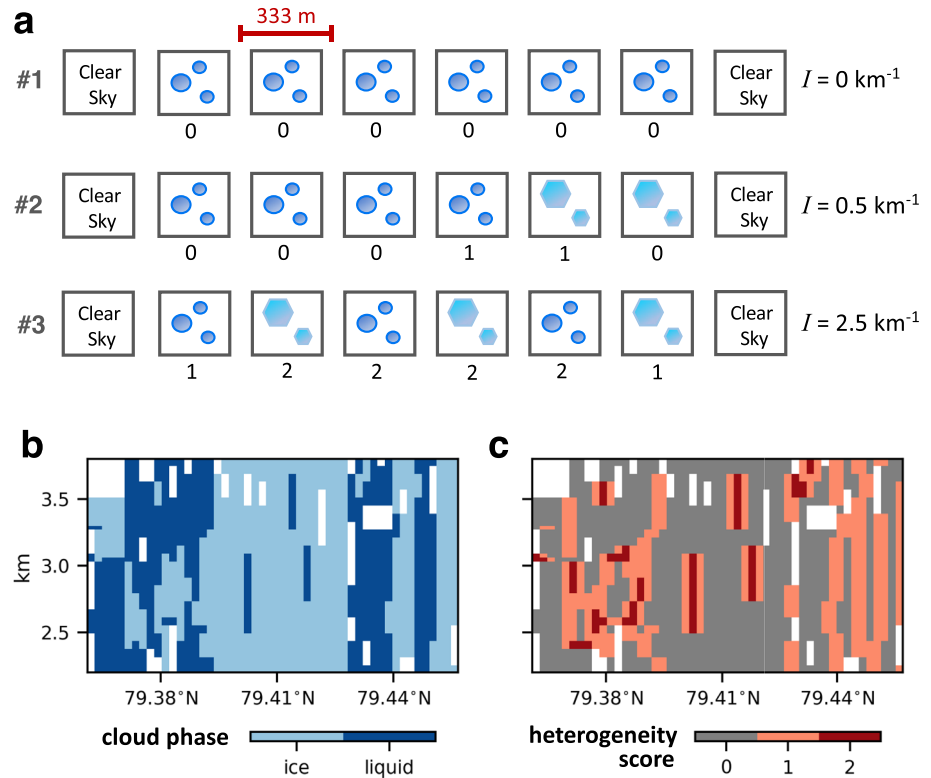 a
333 m
#1 Clear Sky Clear Sky I = 0 km-1
0 0 0 0 0 0
#2 Clear Sky Clear Sky I = 0.5 km-1
0 0 0 1 1 0
#3 Clear Sky Clear Sky I = 2.5 km-1
1 2 2 2 2 1
b
km
3.5
3.0
2.5
79.38°N 79.41°N 79.44°N
cloud phase
ice liquid
c
79.38°N 79.41°N 79.44°N
heterogeneity
score
0 1 2